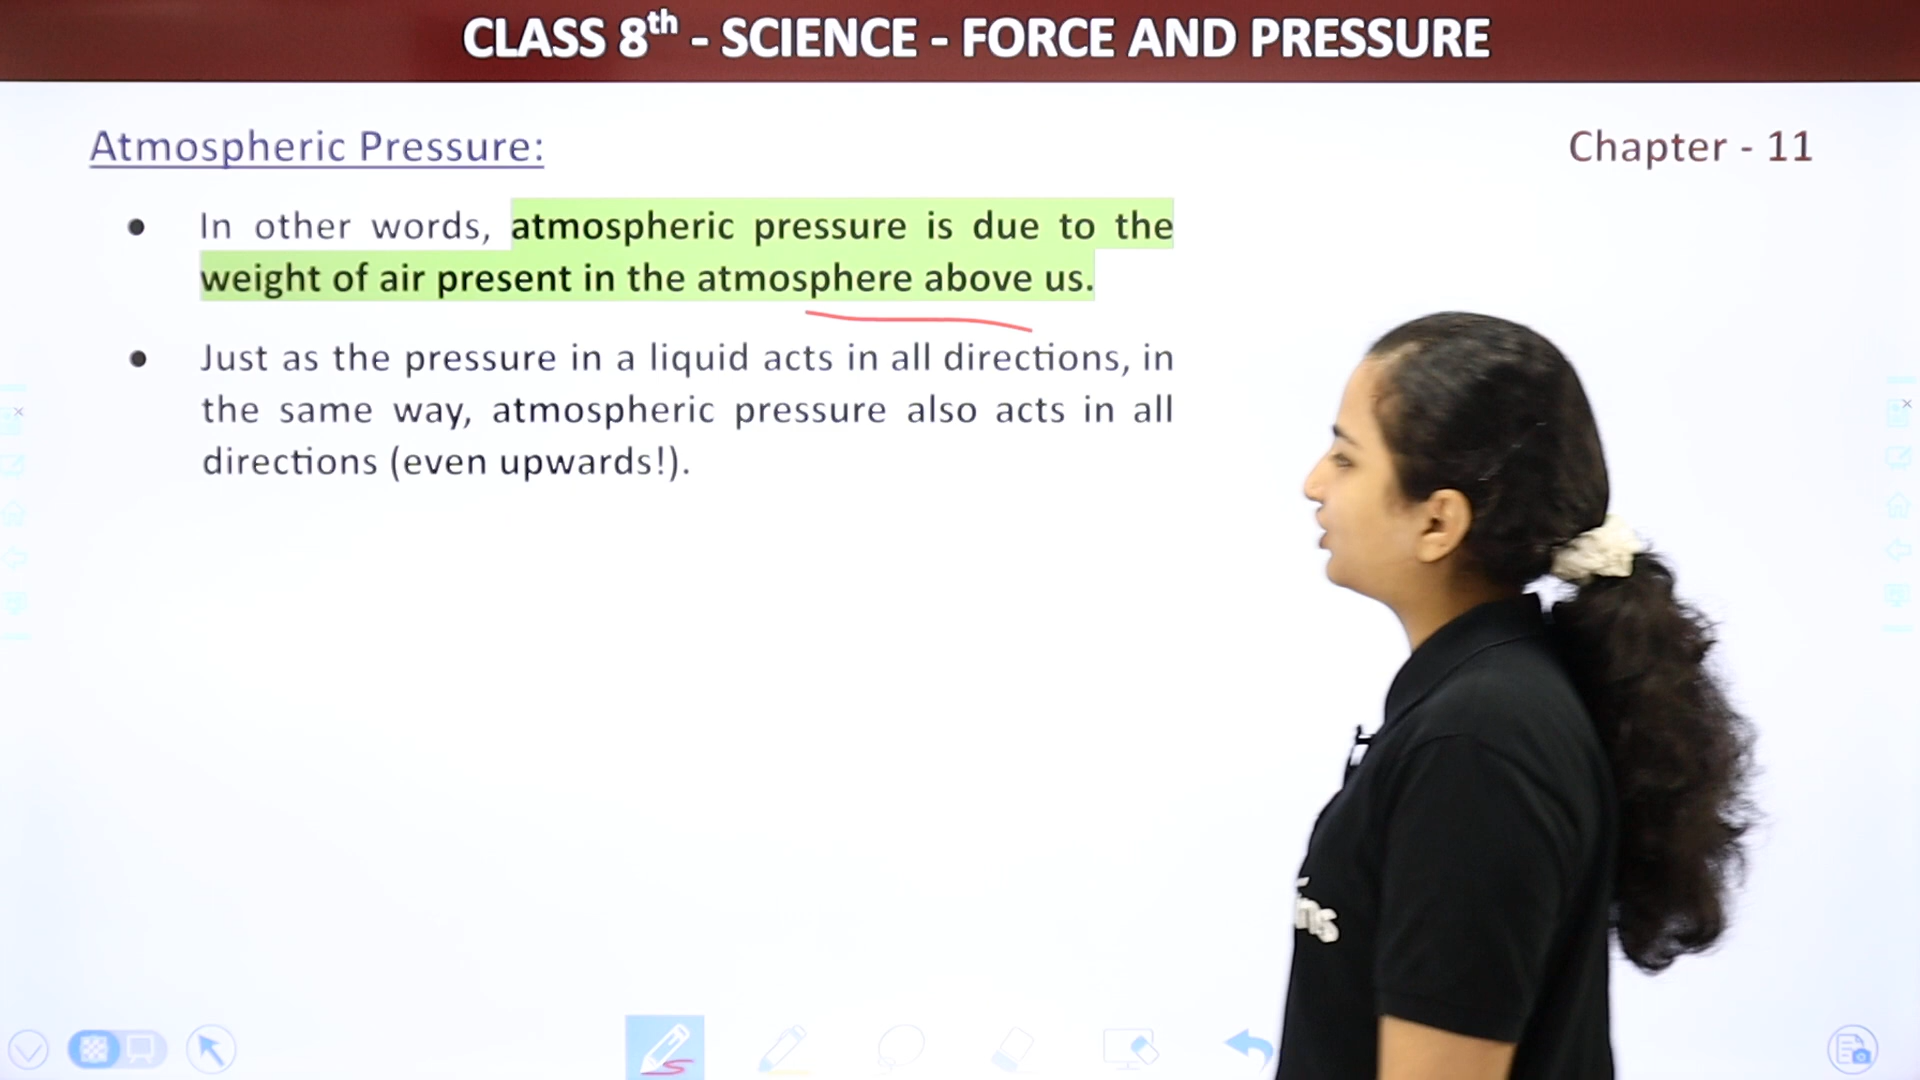 CLASS 8th - SCIENCE - FORCE AND PRESSURE
Atmospheric Pressure:
Chapter - 11
• In other words, atmospheric pressure is due to the
weight of air present in the atmosphere above us.
• Just as the pressure in a liquid acts in all directions, in
the same way, atmospheric pressure also acts in all
directions (even upwards!).